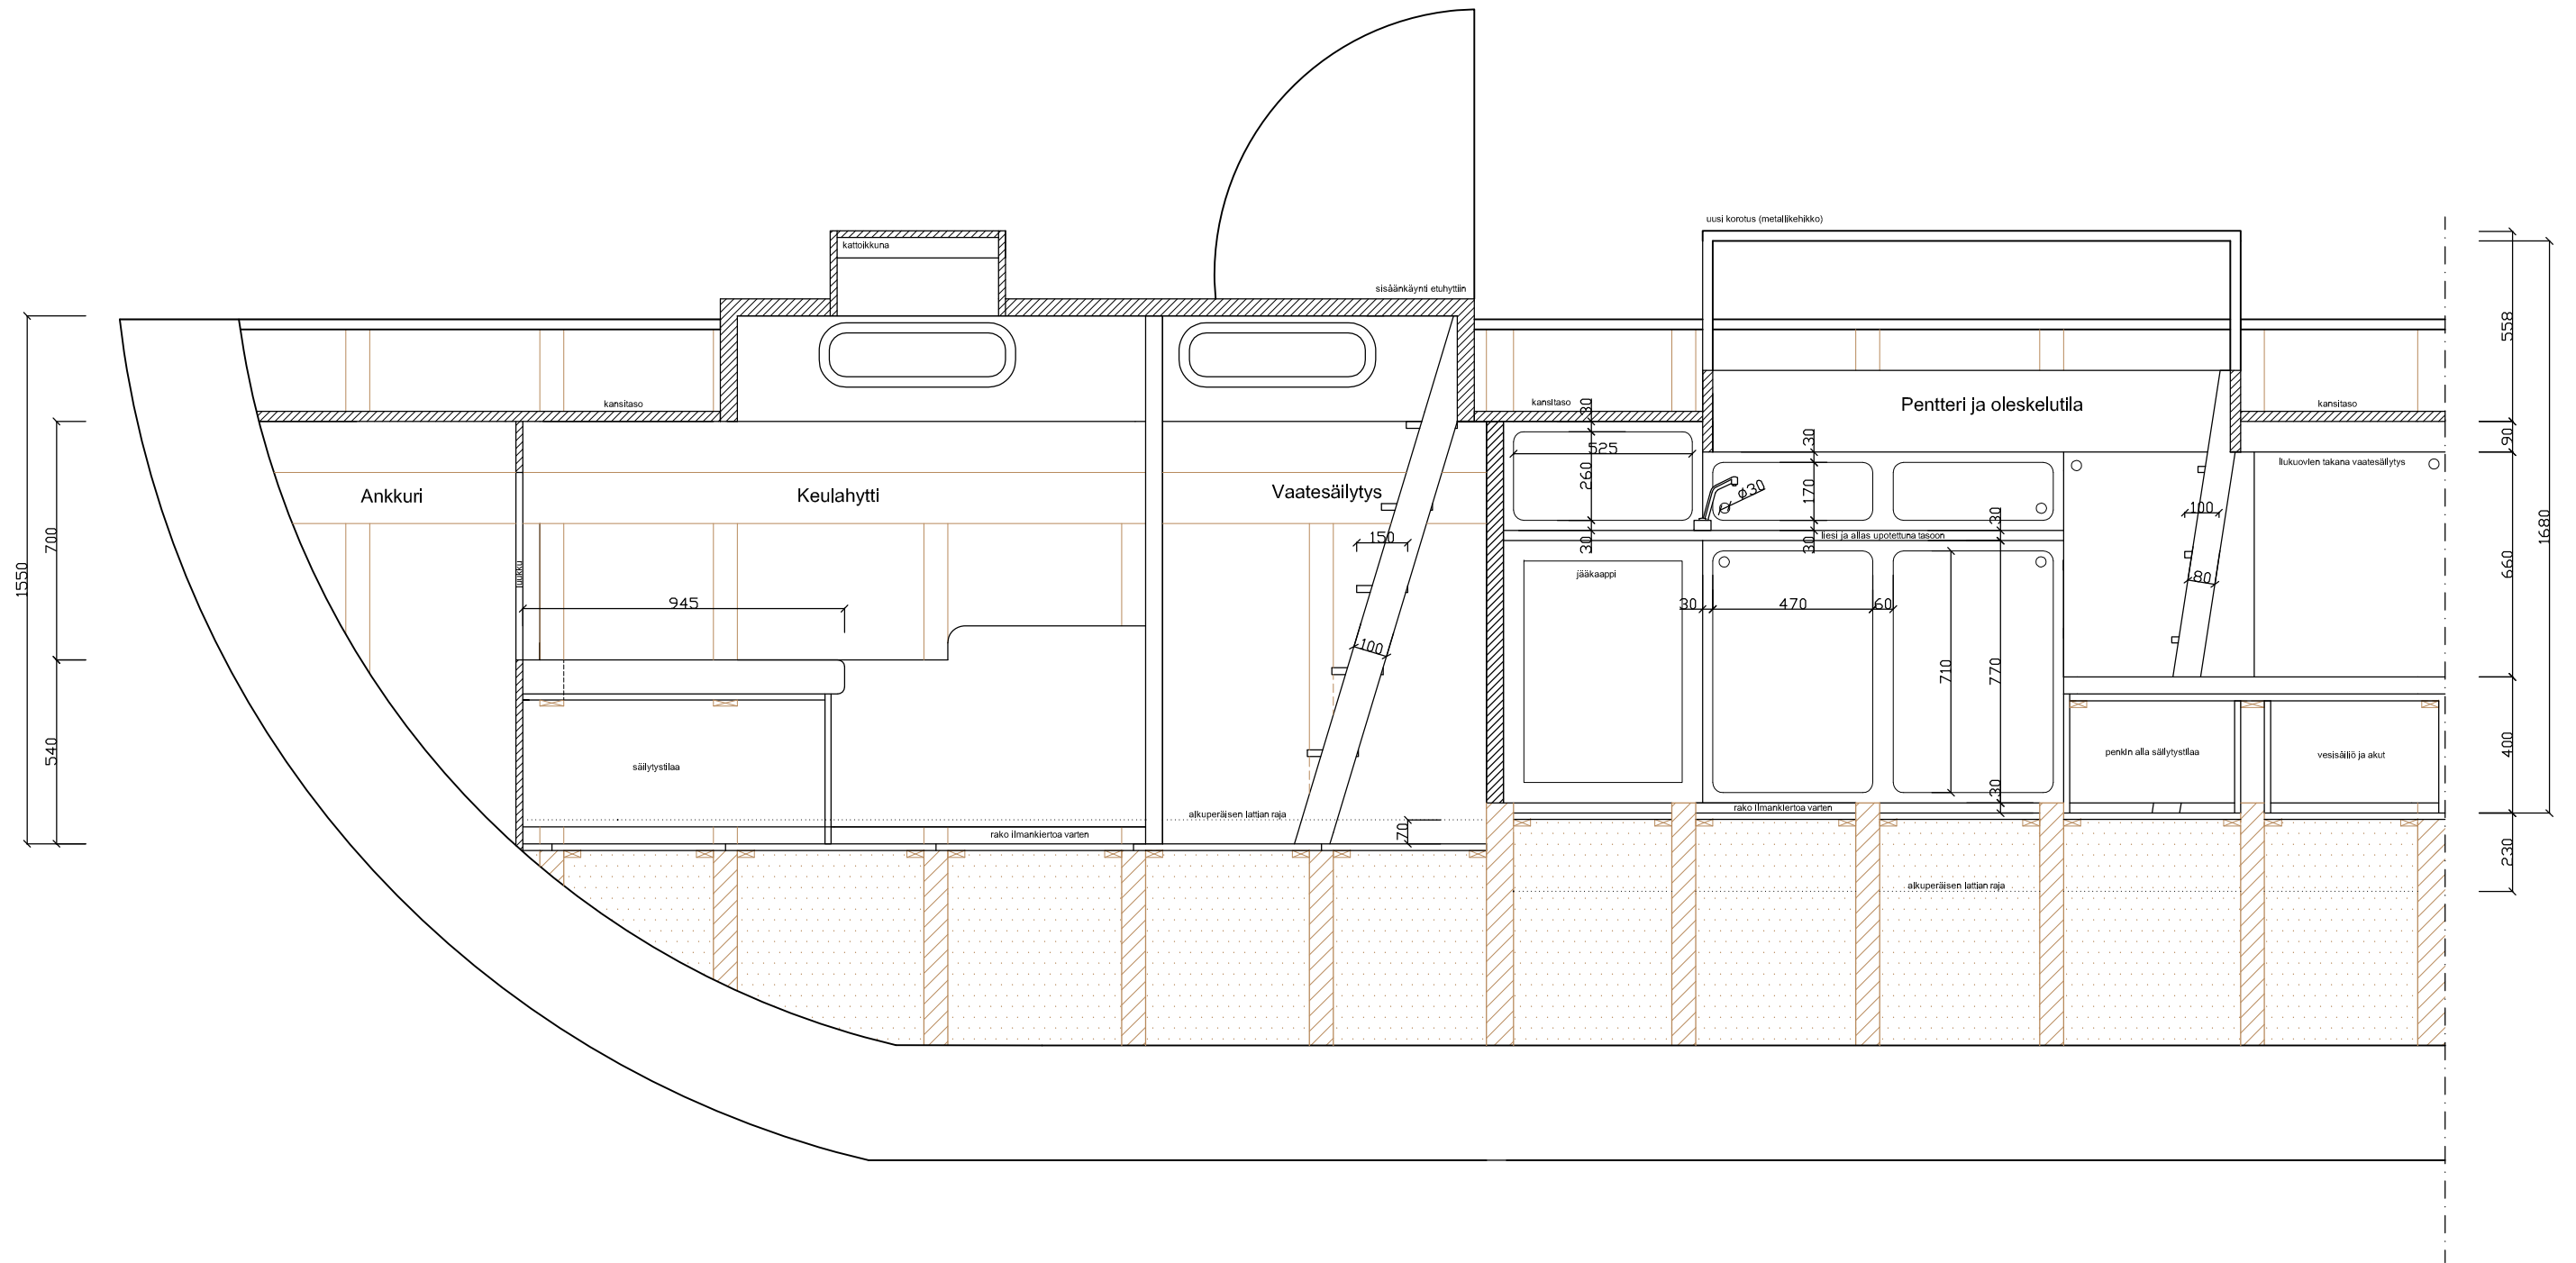 uusi korotus (metallikehikko)
kattoikkuna
sisäänkäynti etuhyttiin
kansitaso
kansitaso
kansitaso
Pentteri ja oleskelutila
Ankkuri
Keulahytti
Vaatesäilytys
liukuovien takana vaatesäilytys
luukku
liesi ja allas upotettuna tasoon
jääkaappi
säilytystilaa
penkin alla säilytystilaa
vesisäiliö ja akut
rako ilmankiertoa varten
alkuperäisen lattian raja
rako ilmankiertoa varten
alkuperäisen lattian raja
1550
700
540
945
150
100
70
30
525
260
30
30
170
30
ø30
30
30
470
60
710
770
30
100
80
558
90
660
400
230
1680